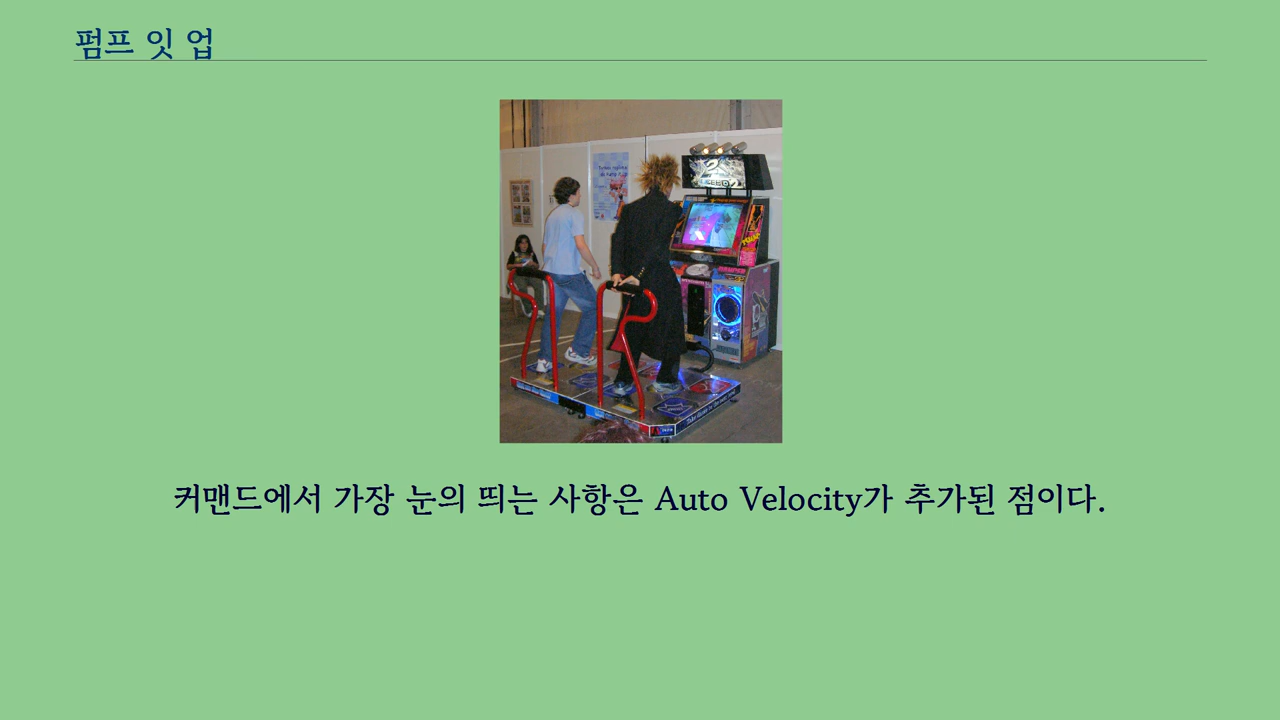 펌프 잇 업
커맨드에서 가장 눈의 띄는 사항은 Auto Velocity가 추가된 점이다.